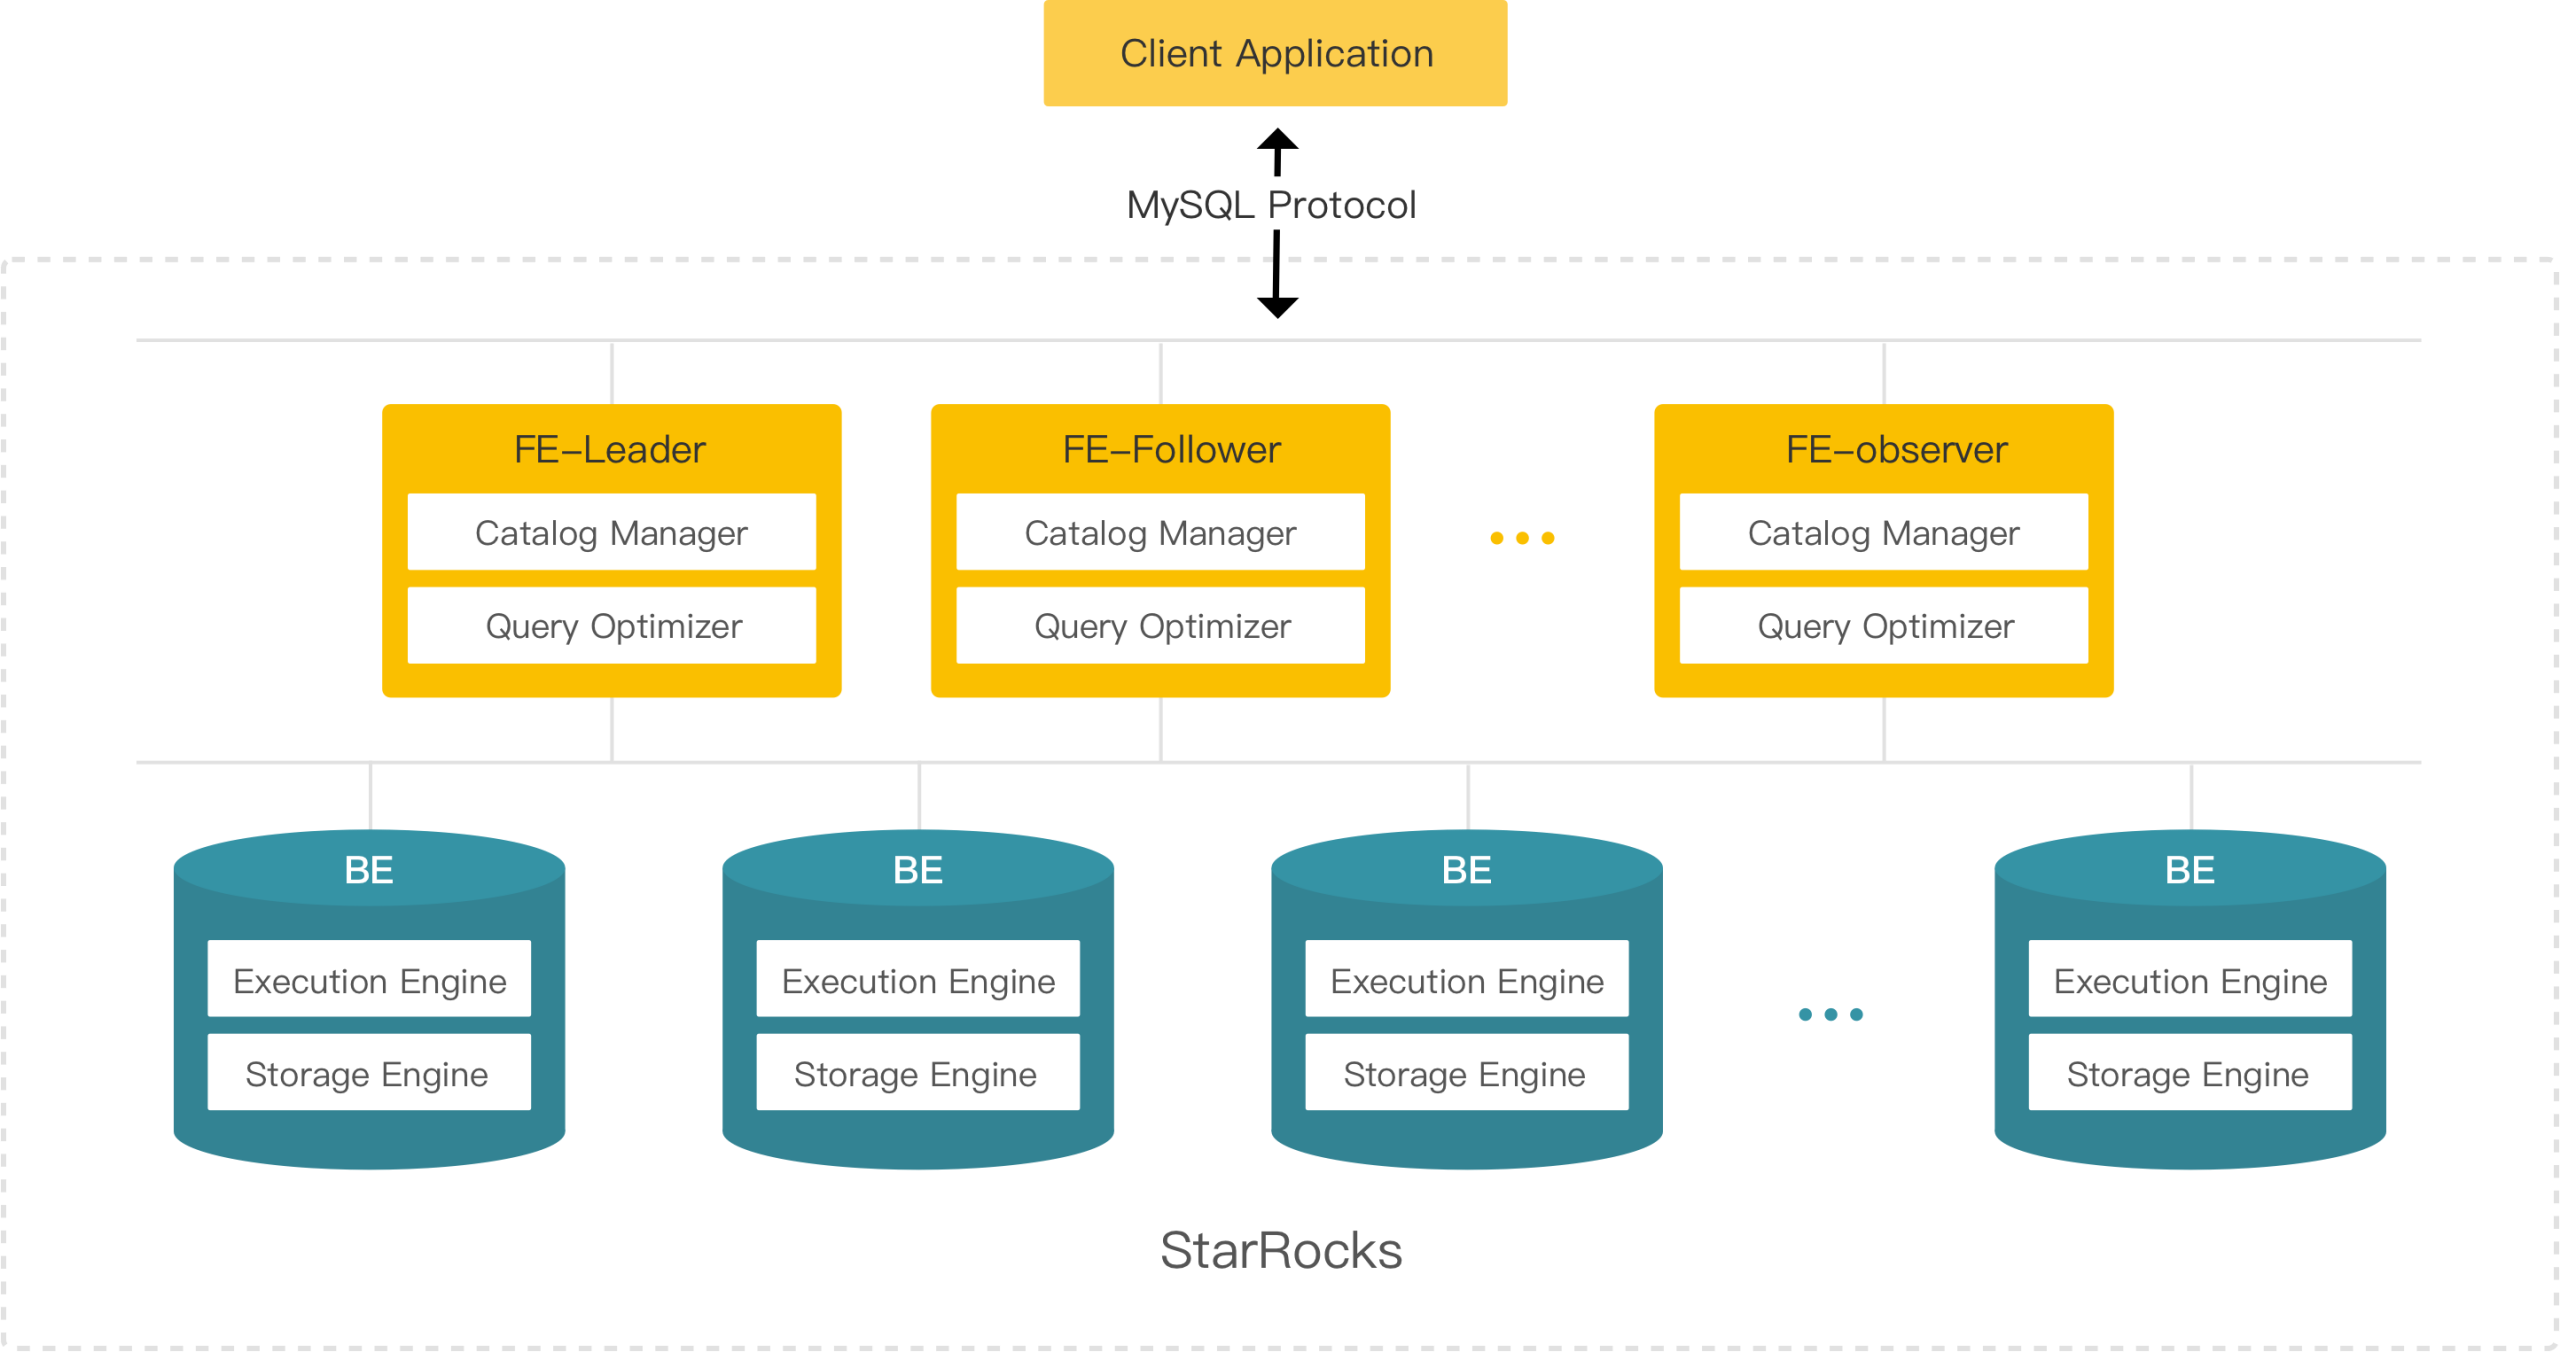 Client Application
MySQL Protocol
FE–Leader
Catalog Manager
Query Optimizer
FE–Follower
Catalog Manager
Query Optimizer
FE–observer
Catalog Manager
Query Optimizer
BE
Execution Engine
Storage Engine
BE
Execution Engine
Storage Engine
BE
Execution Engine
Storage Engine
BE
Execution Engine
Storage Engine
StarRocks